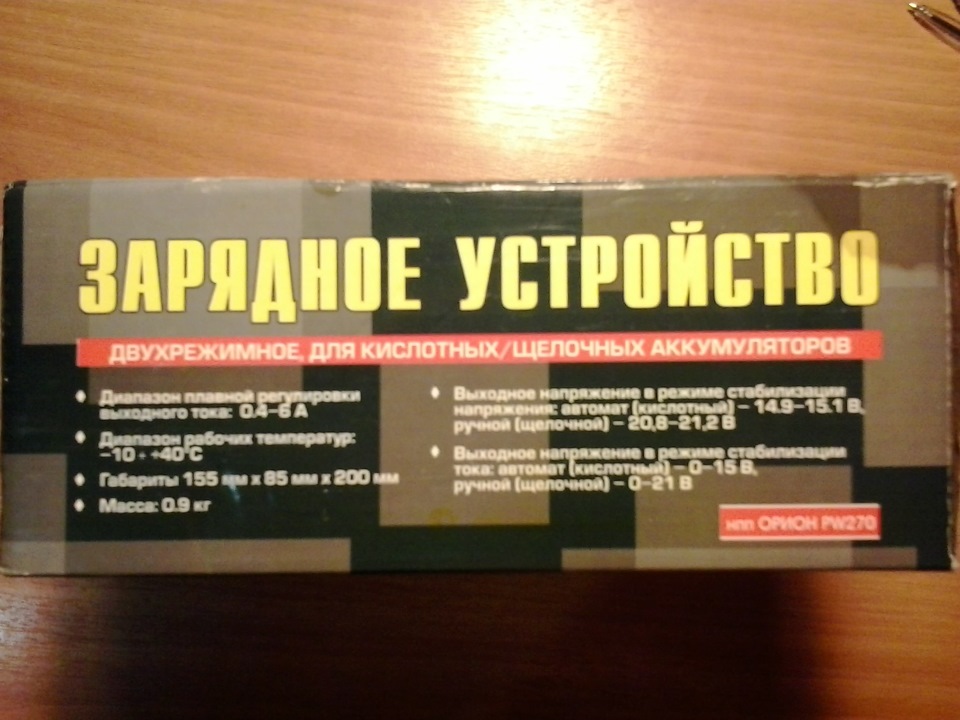 ЗАРЯДНОЕ УСТРОЙСТВО
ДВУХРЕЖИМНОЕ, ДЛЯ КИСЛОТНЫХ/ЩЕЛОЧНЫХ АККУМУЛЯТОРОВ
♦ Диапазон плавной регулировки
выходного тока: 0.4–6 А
♦ Диапазон рабочих температур:
−10 ÷ +40°С
♦ Габариты 155 мм х 85 мм х 200 мм
♦ Масса: 0.9 кг
♦ Выходное напряжение в режиме стабилизации
напряжения: автомат (кислотный) – 14.9–15.1 В,
ручной (щелочной) – 20,8–21,2 В
♦ Выходное напряжение в режиме стабилизации
тока: автомат (кислотный) – 0–15 В,
ручной (щелочной) – 0–21 В
НПП ОРИОН PW270